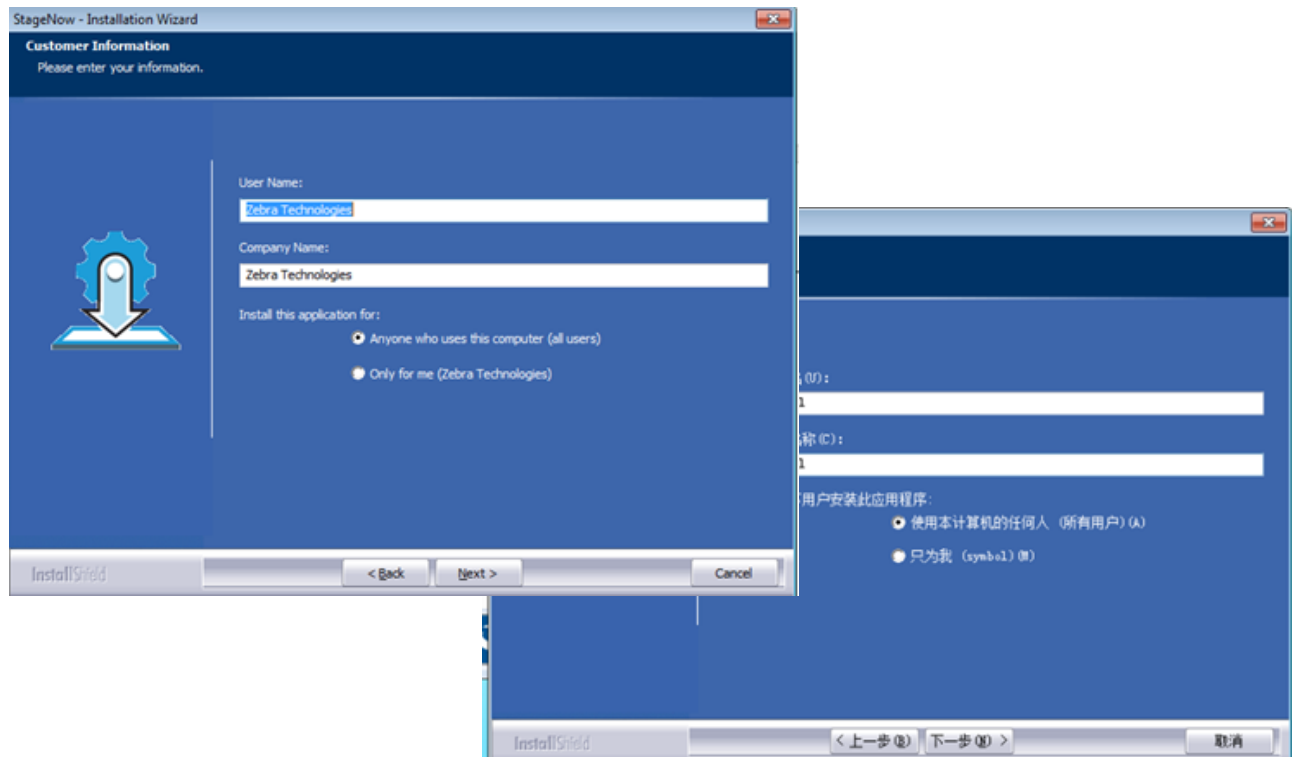 StageNow - Installation Wizard
Customer Information
Please enter your information.
User Name:
Zebra Technologies
Company Name:
Zebra Technologies
Install this application for:
Anyone who uses this computer (all users)
Only for me (Zebra Technologies)
InstallShield
< Back
Next >
Cancel
(U):
1
称(C):
1
用户安装此应用程序:
使用本计算机的任何人 (所有用户)(A)
只为我 (symbol)(M)
InstallShield
< 上一步(B)
下一步(N) >
取消